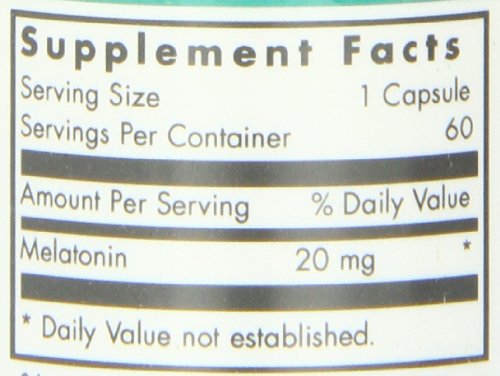 Supplement Facts
Serving Size 1 Capsule
Servings Per Container 60
Amount Per Serving % Daily Value
Melatonin 20 mg *
* Daily Value not established.